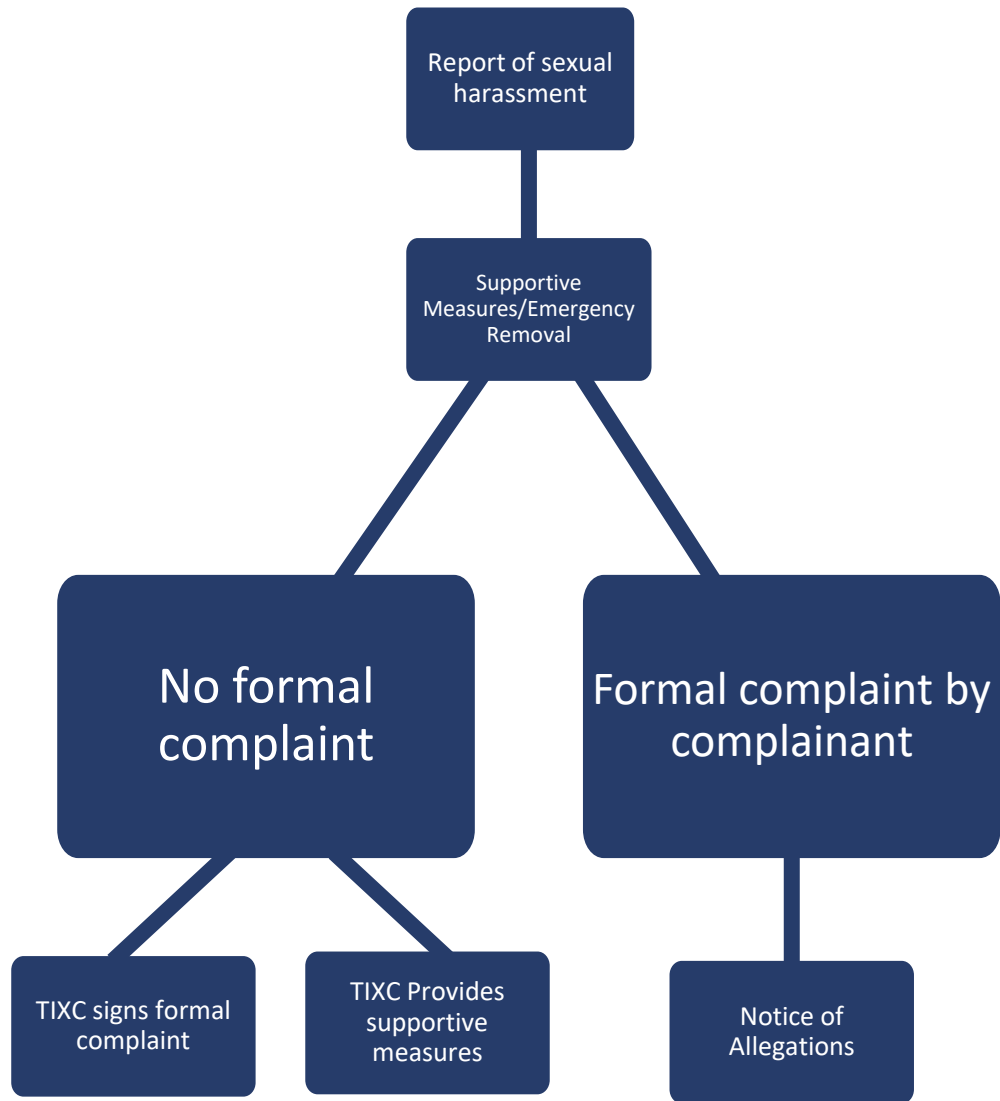 Report of sexual
harassment
Supportive
Measures/Emergency
Removal
No formal
complaint
Formal complaint by
complainant
TIXC signs formal
complaint
TIXC Provides
supportive
measures
Notice of
Allegations